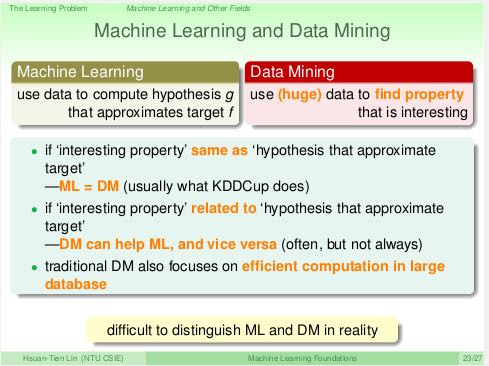 The Learning Problem Machine Learning and Other Fields
Machine Learning and Data Mining
Machine Learning
use data to compute hypothesis g
that approximates target f
Data Mining
use (huge) data to find property
that is interesting
• if ‘interesting property’ same as ‘hypothesis that approximate
target’
—ML = DM (usually what KDDCup does)
• if ‘interesting property’ related to ‘hypothesis that approximate
target’
—DM can help ML, and vice versa (often, but not always)
• traditional DM also focuses on efficient computation in large
database
difficult to distinguish ML and DM in reality
Hsuan-Tien Lin (NTU CSIE) Machine Learning Foundations 23/27